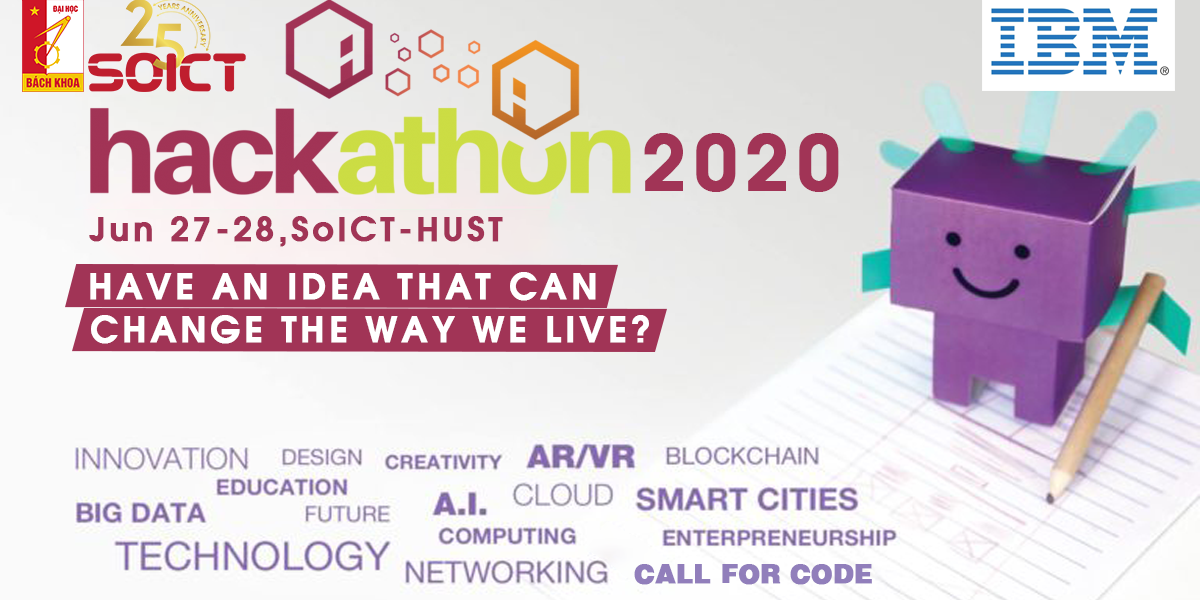 ĐẠI HỌC
BÁCH KHOA
25 YEARS ANNIVERSARY
SOICT
IBM®
hackathon 2020
Jun 27-28,SoICT-HUST
HAVE AN IDEA THAT CAN
CHANGE THE WAY WE LIVE?
INNOVATION DESIGN CREATIVITY AR/VR BLOCKCHAIN
EDUCATION
BIG DATA FUTURE A.I. CLOUD SMART CITIES
COMPUTING ENTERPRENEURSHIP
TECHNOLOGY
NETWORKING CALL FOR CODE